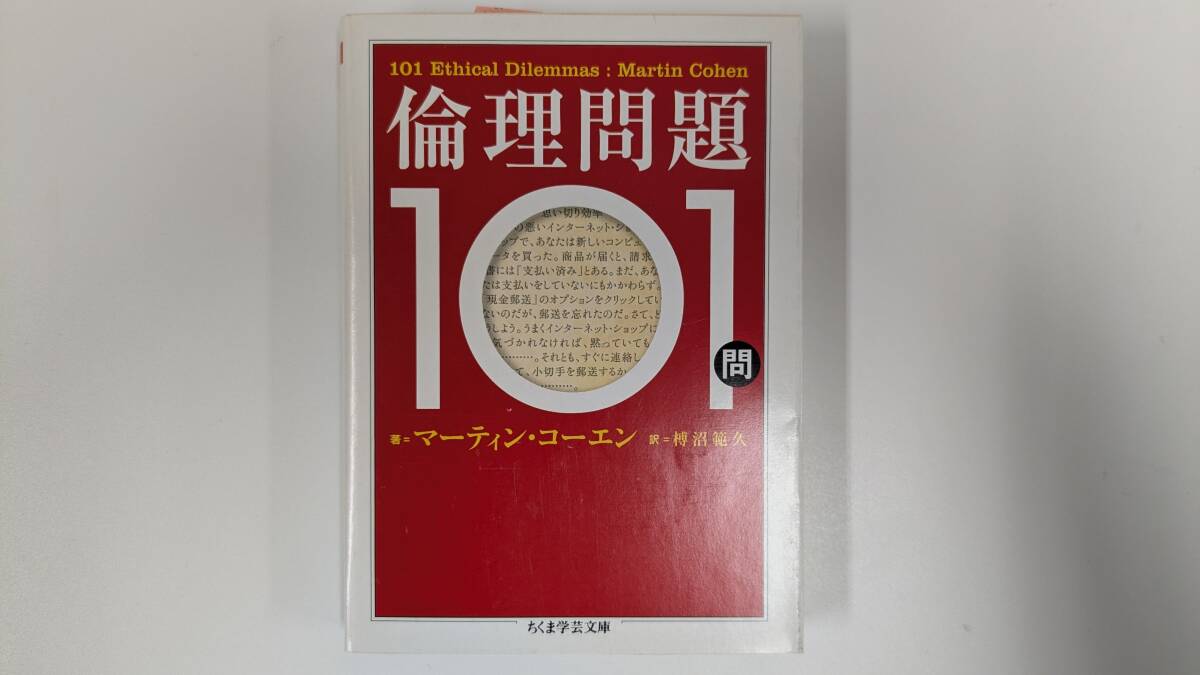 101 Ethical Dilemmas : Martin Cohen
倫理問題
101
問
思い切り効率
の悪いインターネット・ショ
ップで、あなたは新しいコンピュ
ータを買った。商品が届くと、請求
書には「支払い済み」とある。まだ、あな
たは支払いをしていないにもかかわらず。
「現金郵送」のオプションをクリックしてい
ないのだが、郵送を忘れたのだ。さて、ど
うしよう。うまくインターネット・ショップに
気づかれなければ、黙っていても
…………。それとも、すぐに連絡し
て、小切手を郵送するか
…………。
著=マーティン・コーエン 訳=榑沼範久
ちくま学芸文庫